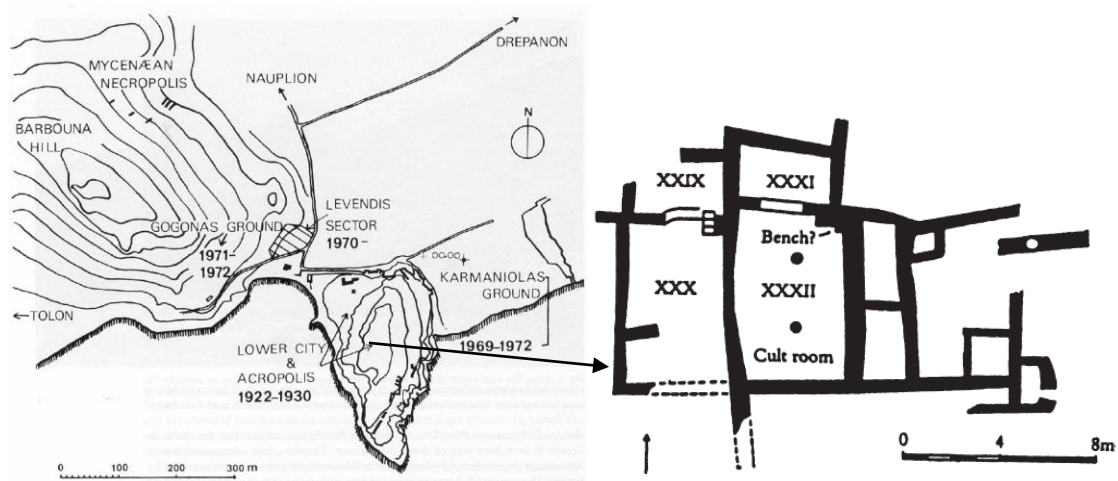 DREPANON
MYCENÆAN
NECROPOLIS
NAUPLION
N
BARBOUNA
HILL
LEVENDIS
SECTOR
1970-
GOGONAS GROUND
1971-
1972
KARMANIOLAS
GROUND
←TOLON
1969-1972
LOWER CITY
&
ACROPOLIS
1922-1930
0 100 200 300 m
XXIX
XXXI
Bench?
XXX
XXXII
Cult room
0 4 8m